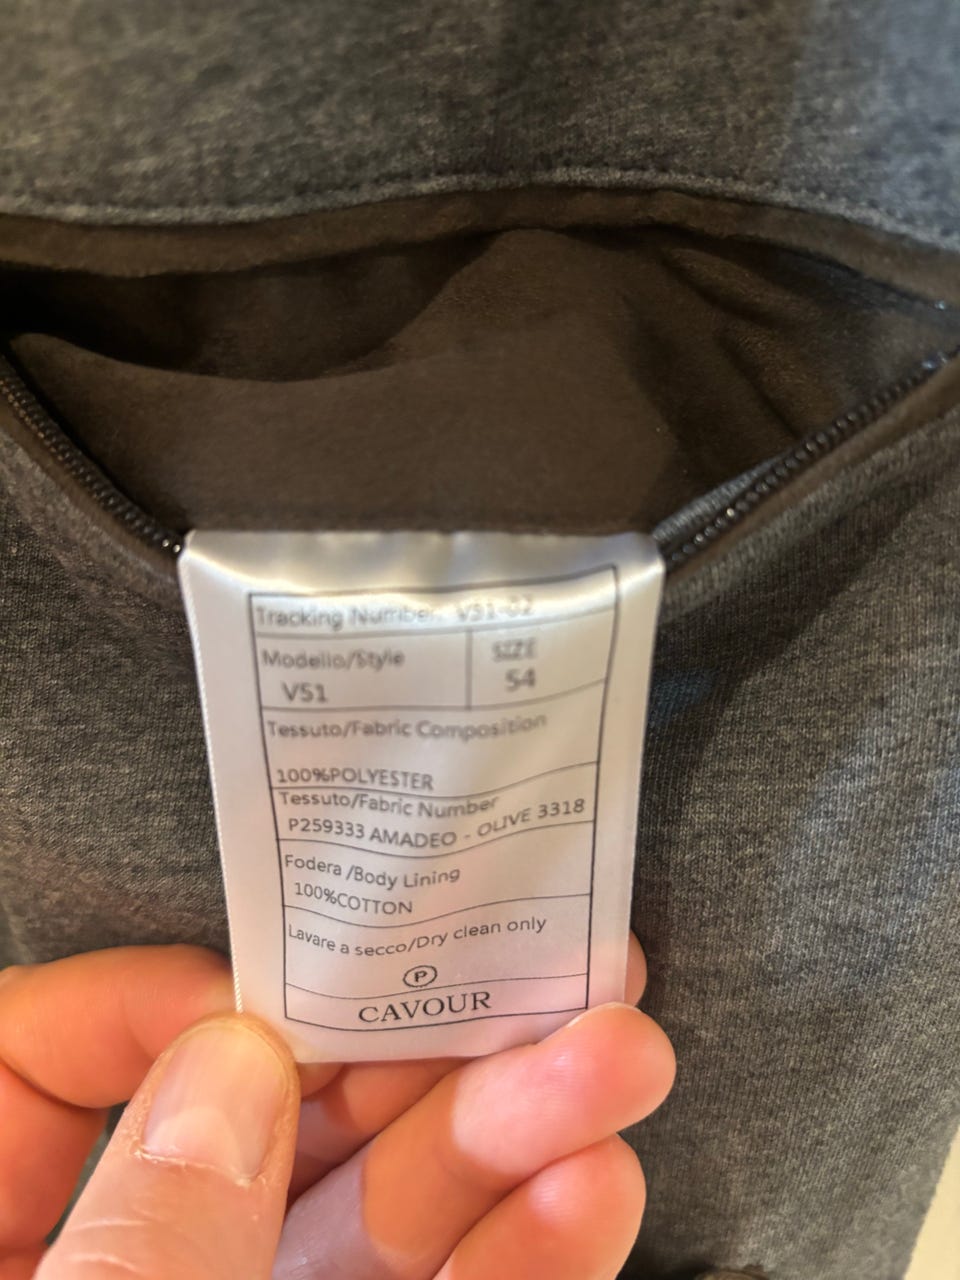 Tracking Number: V51-02
Modello/Style
V51
SIZE
54
Tessuto/Fabric Composition
100%POLYESTER
Tessuto/Fabric Number
P259333 AMADEO - OLIVE 3318
Fodera /Body Lining
100%COTTON
Lavare a secco/Dry clean only
P
CAVOUR